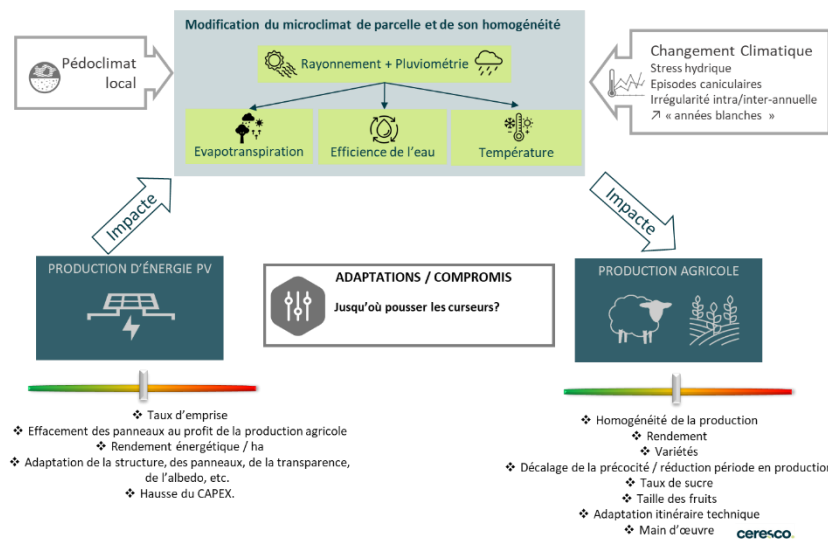 Modification du microclimat de parcelle et de son homogénéité
Pédoclimat
local
Rayonnement + Pluviométrie
Evapotranspiration
Efficience de l'eau
Température
Changement Climatique
Stress hydrique
Episodes caniculaires
Irrégularité intra/inter-annuelle
↗ « années blanches »
Impacte
Impacte
PRODUCTION D'ÉNERGIE PV
ADAPTATIONS / COMPROMIS
Jusqu'où pousser les curseurs?
PRODUCTION AGRICOLE
❖ Taux d'emprise
❖ Effacement des panneaux au profit de la production agricole
❖ Rendement énergétique / ha
❖ Adaptation de la structure, des panneaux, de la transparence,
de l'albedo, etc.
❖ Hausse du CAPEX.
❖ Homogénéité de la production
❖ Rendement
❖ Variétés
❖ Décalage de la précocité / réduction période en production
❖ Taux de sucre
❖ Taille des fruits
❖ Adaptation itinéraire technique
❖ Main d'œuvre
ceresco.